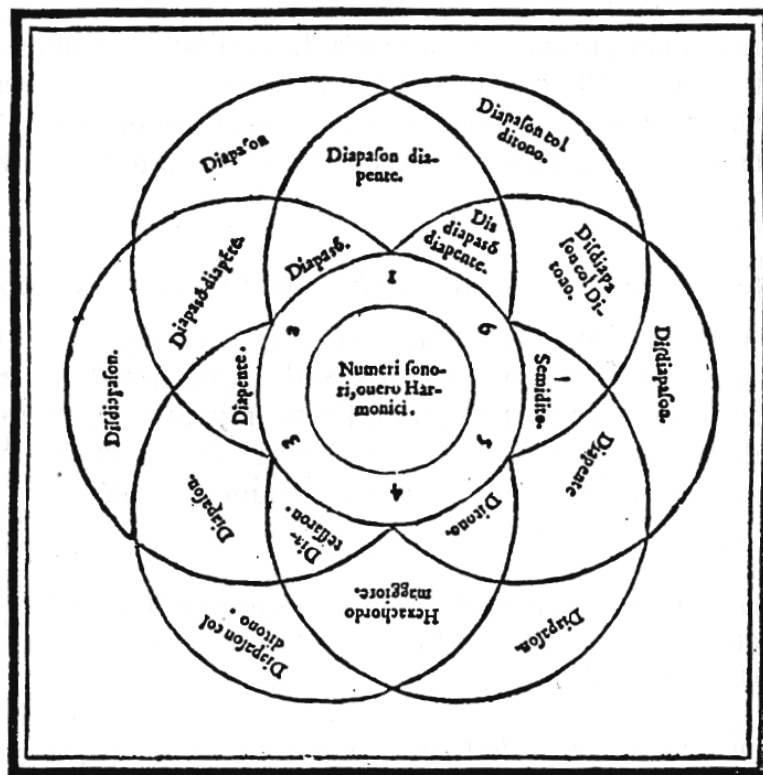 Diapaſon
Diapaſon col
ditono.
Diapaſon dia-
pente.
Diapasō.
Dis
diapasō
diapente.
Diapasō diapēte.
Diſdiapa
ſon col Di-
tono.
Diſdiapaſon.
Diapente.
Semidito.
Diſdiapaſon.
1
2
6
Numeri ſono-
ri, ouero Har-
monici.
3
5
4
Diapaſon.
Dia-
teſſaron.
Ditono.
Diapente
Hexachordo
maggiore.
Diapaſon col
ditono.
Diapaſon.